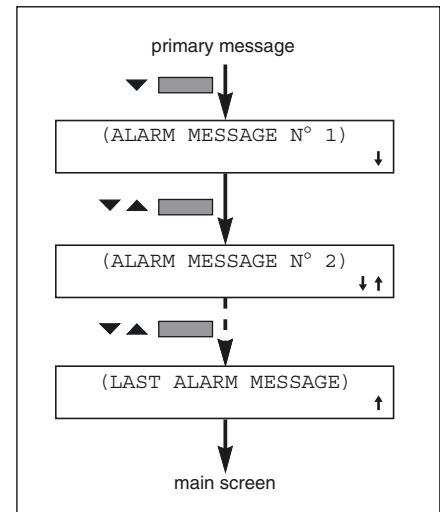 primary message
(ALARM MESSAGE N° 1)
(ALARM MESSAGE N° 2)
(LAST ALARM MESSAGE)
main screen